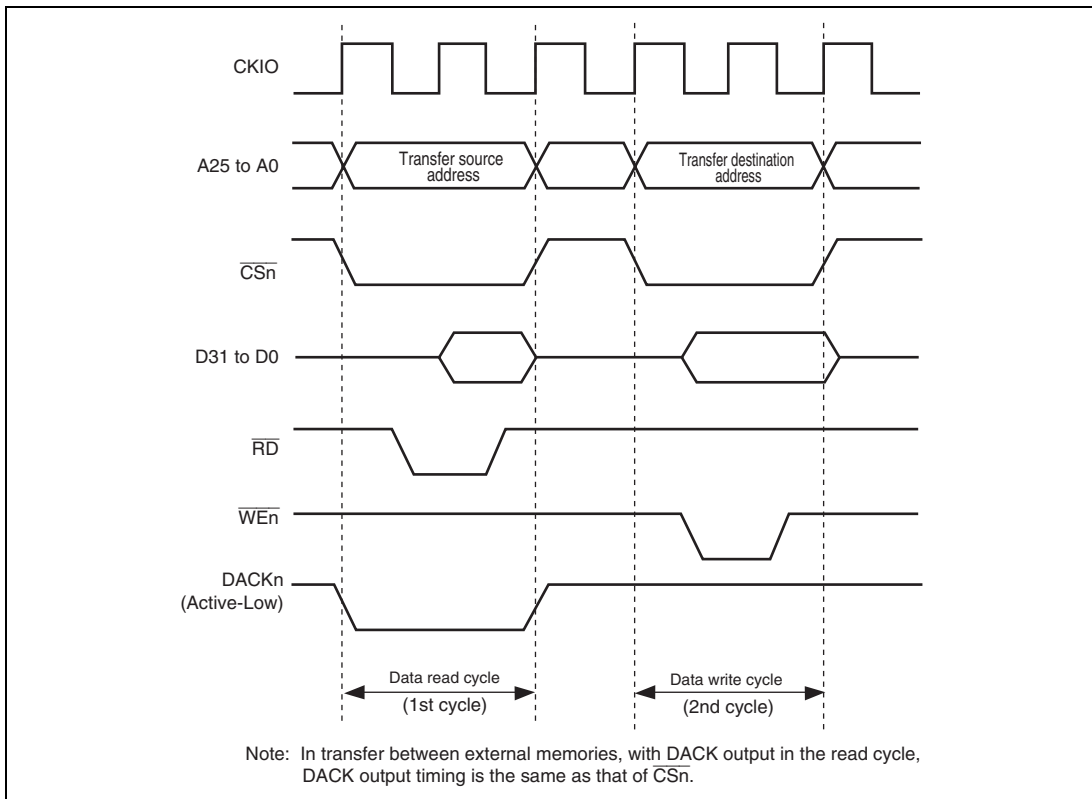 CKIO
A25 to A0
Transfer source
address
Transfer destination
address
CSn
D31 to D0
RD
WEn
DACKn
(Active-Low)
Data read cycle
(1st cycle)
Data write cycle
(2nd cycle)
Note: In transfer between external memories, with DACK output in the read cycle,
DACK output timing is the same as that of CSn.